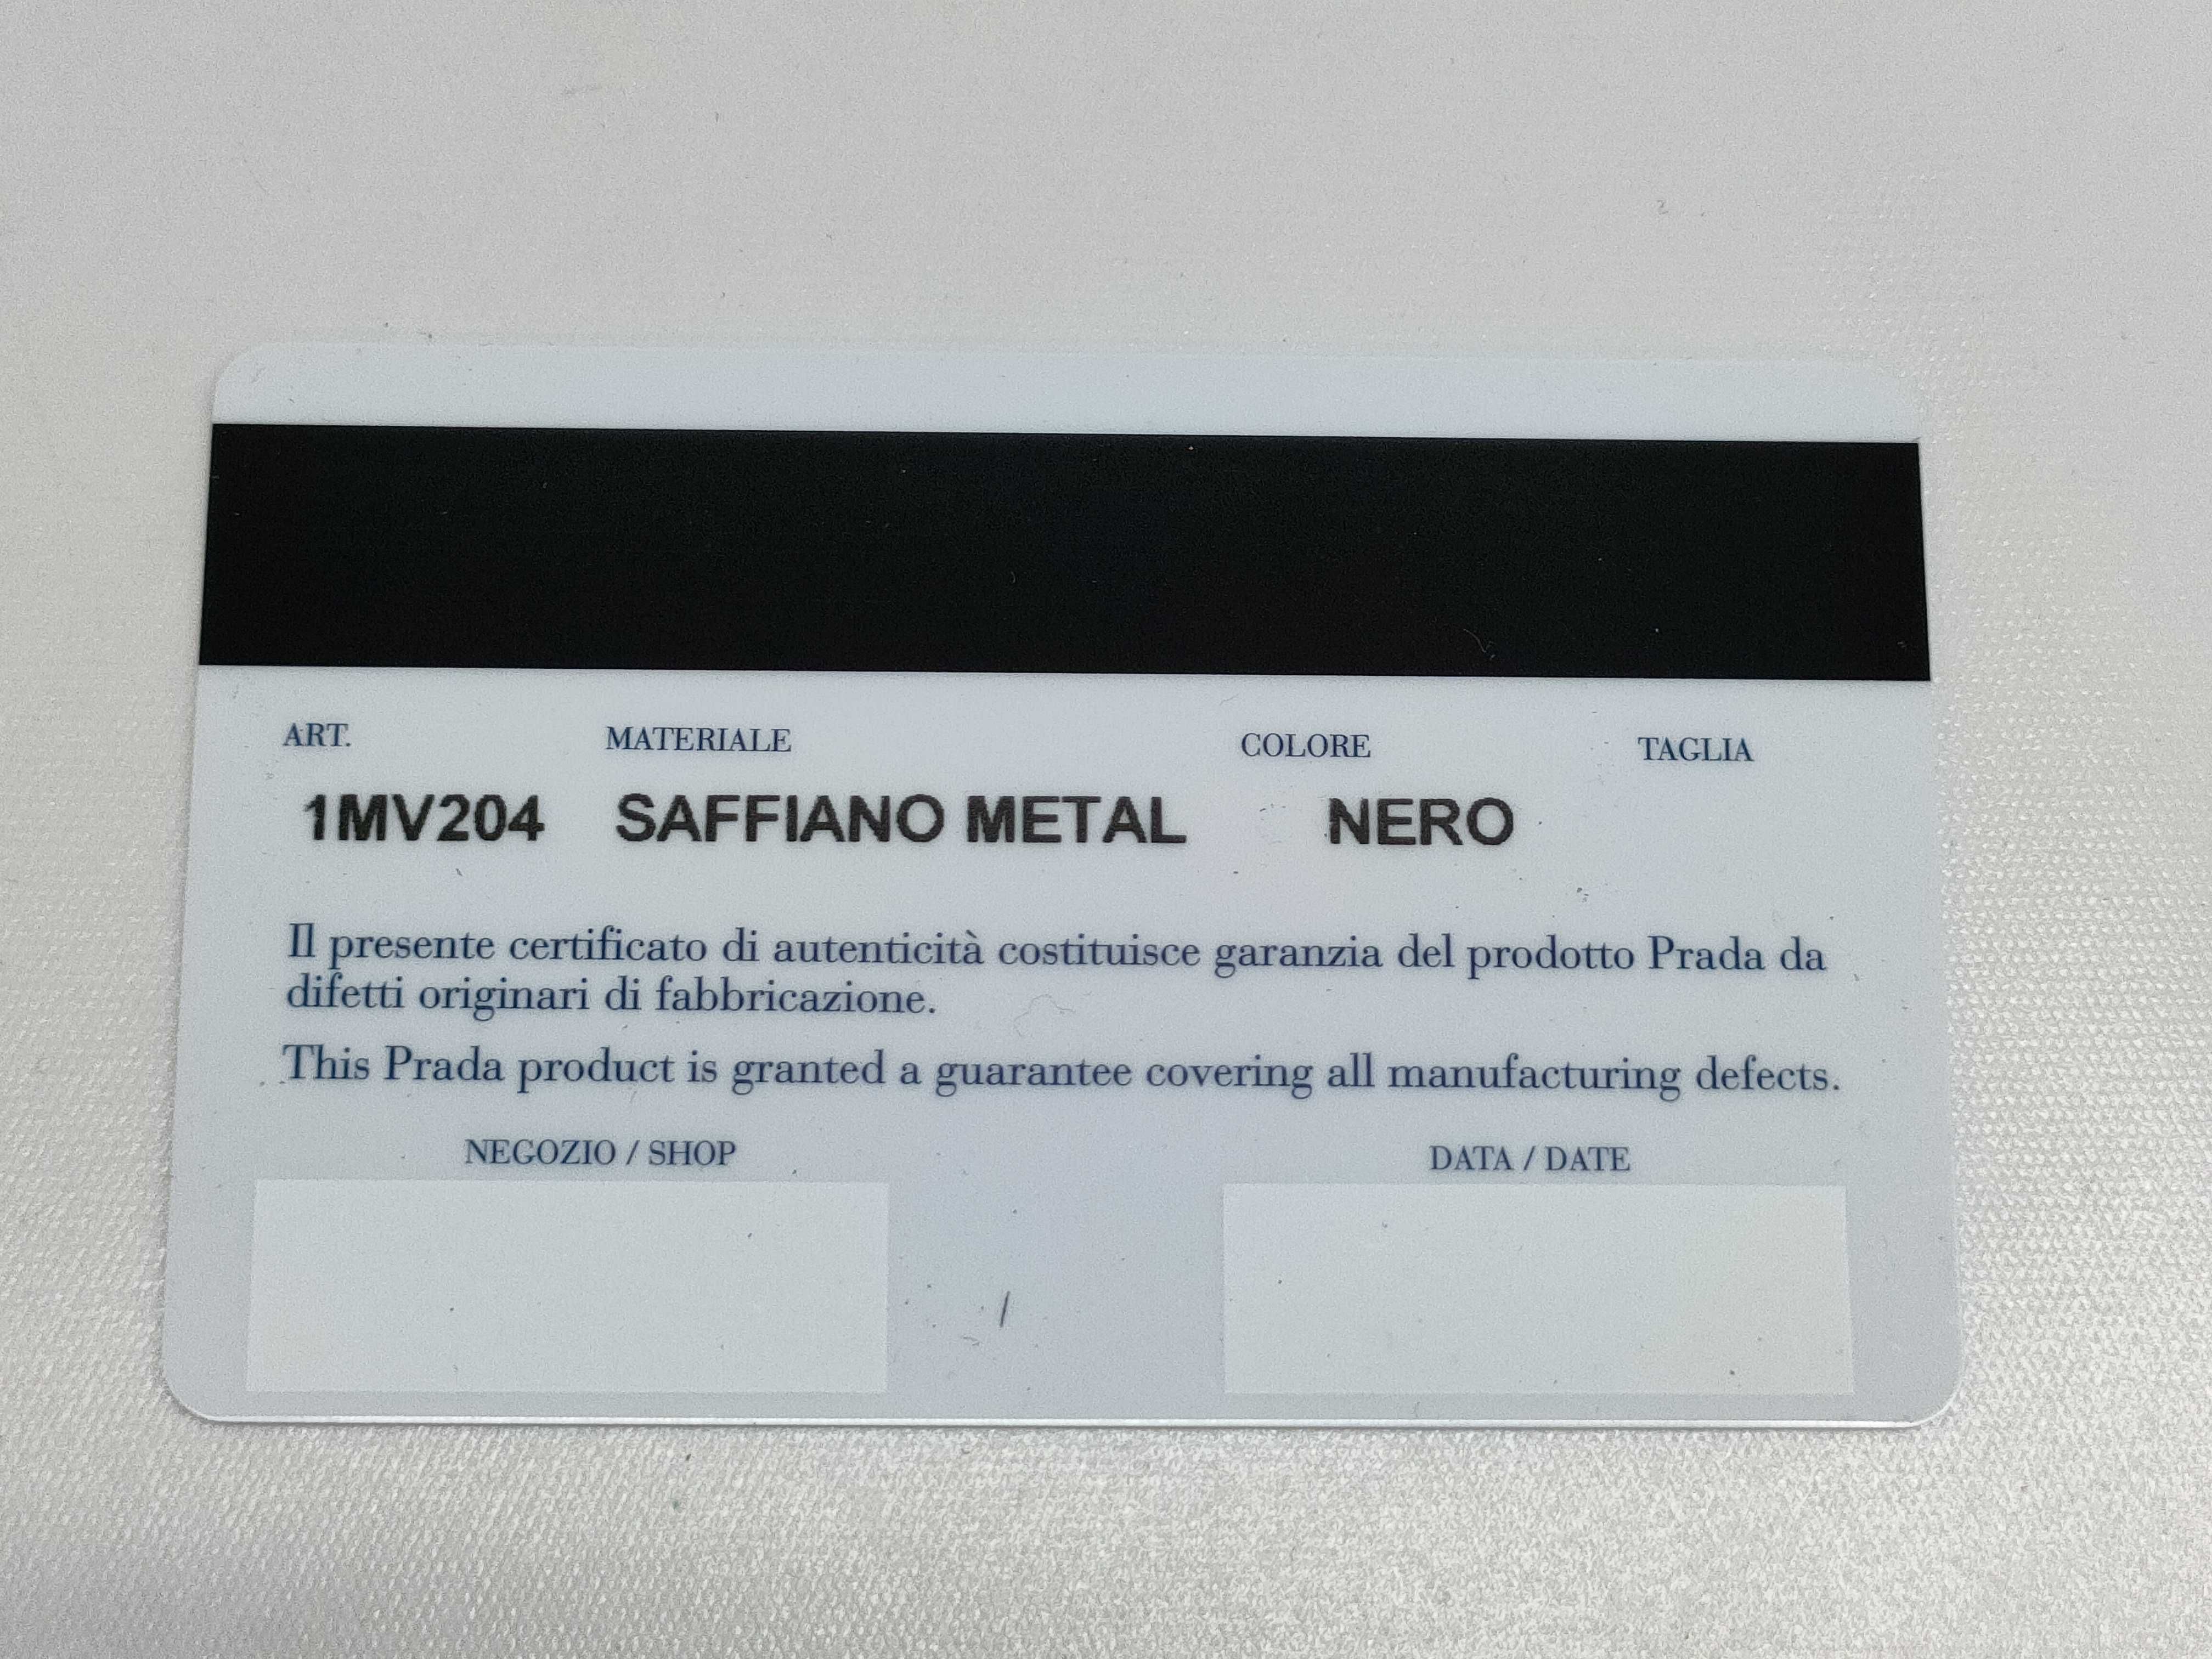 ART. MATERIALE COLORE TAGLIA
1MV204 SAFFIANO METAL NERO
Il presente certificato di autenticità costituisce garanzia del prodotto Prada da
difetti originari di fabbricazione.
This Prada product is granted a guarantee covering all manufacturing defects.
NEGOZIO / SHOP DATA / DATE